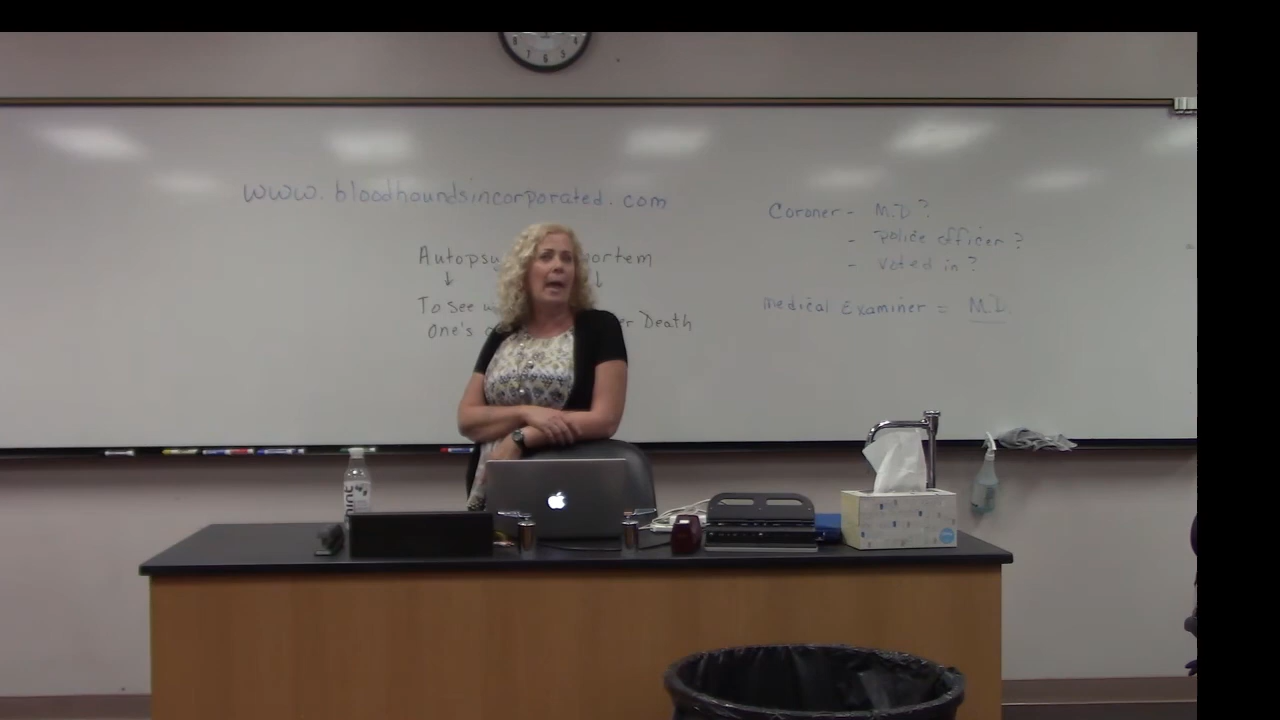 www.bloodhoundsincorporated.com
Autopsy ortem
To See
One's er Death
Coroner - M.D?
- Police officer ?
- Voted in ?
Medical Examiner = M.D.